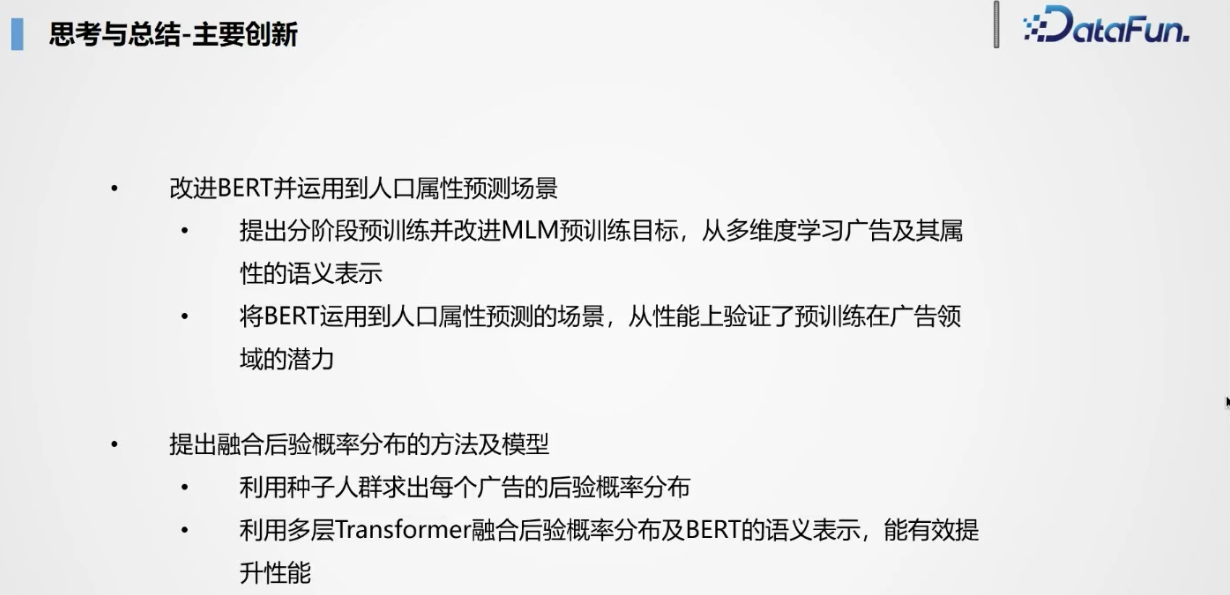 思考与总结-主要创新
DataFun.
• 改进BERT并运用到人口属性预测场景
• 提出分阶段预训练并改进MLM预训练目标，从多维度学习广告及其属
性的语义表示
• 将BERT运用到人口属性预测的场景，从性能上验证了预训练在广告领
域的潜力
• 提出融合后验概率分布的方法及模型
• 利用种子人群求出每个广告的后验概率分布
• 利用多层Transformer融合后验概率分布及BERT的语义表示，能有效提
升性能